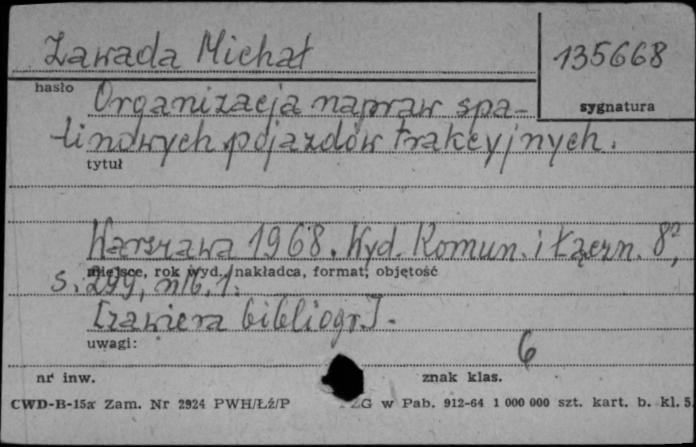 Zawada Michał
135668
hasło
sygnatura
Organizacja napraw spa-
linowych pojazdów trakcyjnych.
tytuł
Warszawa 1968. Wyd. Komun. i Łączn. 8º,
miejsce, rok wyd., nakładca, format, objętość
s. 299, nlb. 1.
[zawiera bibliogr.].
uwagi:
6
nr inw.
znak klas.
CWD-B-15a Zam. Nr 2924 PWH/Łź/P ZG w Pab. 912-64 1 000 000 szt. kart. b. kl. 5